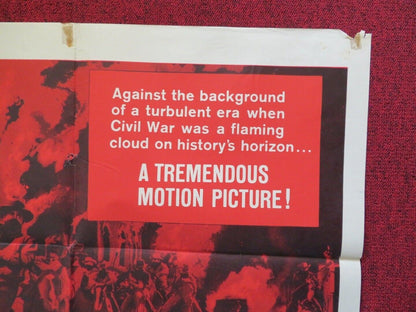 Against the background
of a turbulent era when
Civil War was a flaming
cloud on history's horizon...
A TREMENDOUS
MOTION PICTURE!